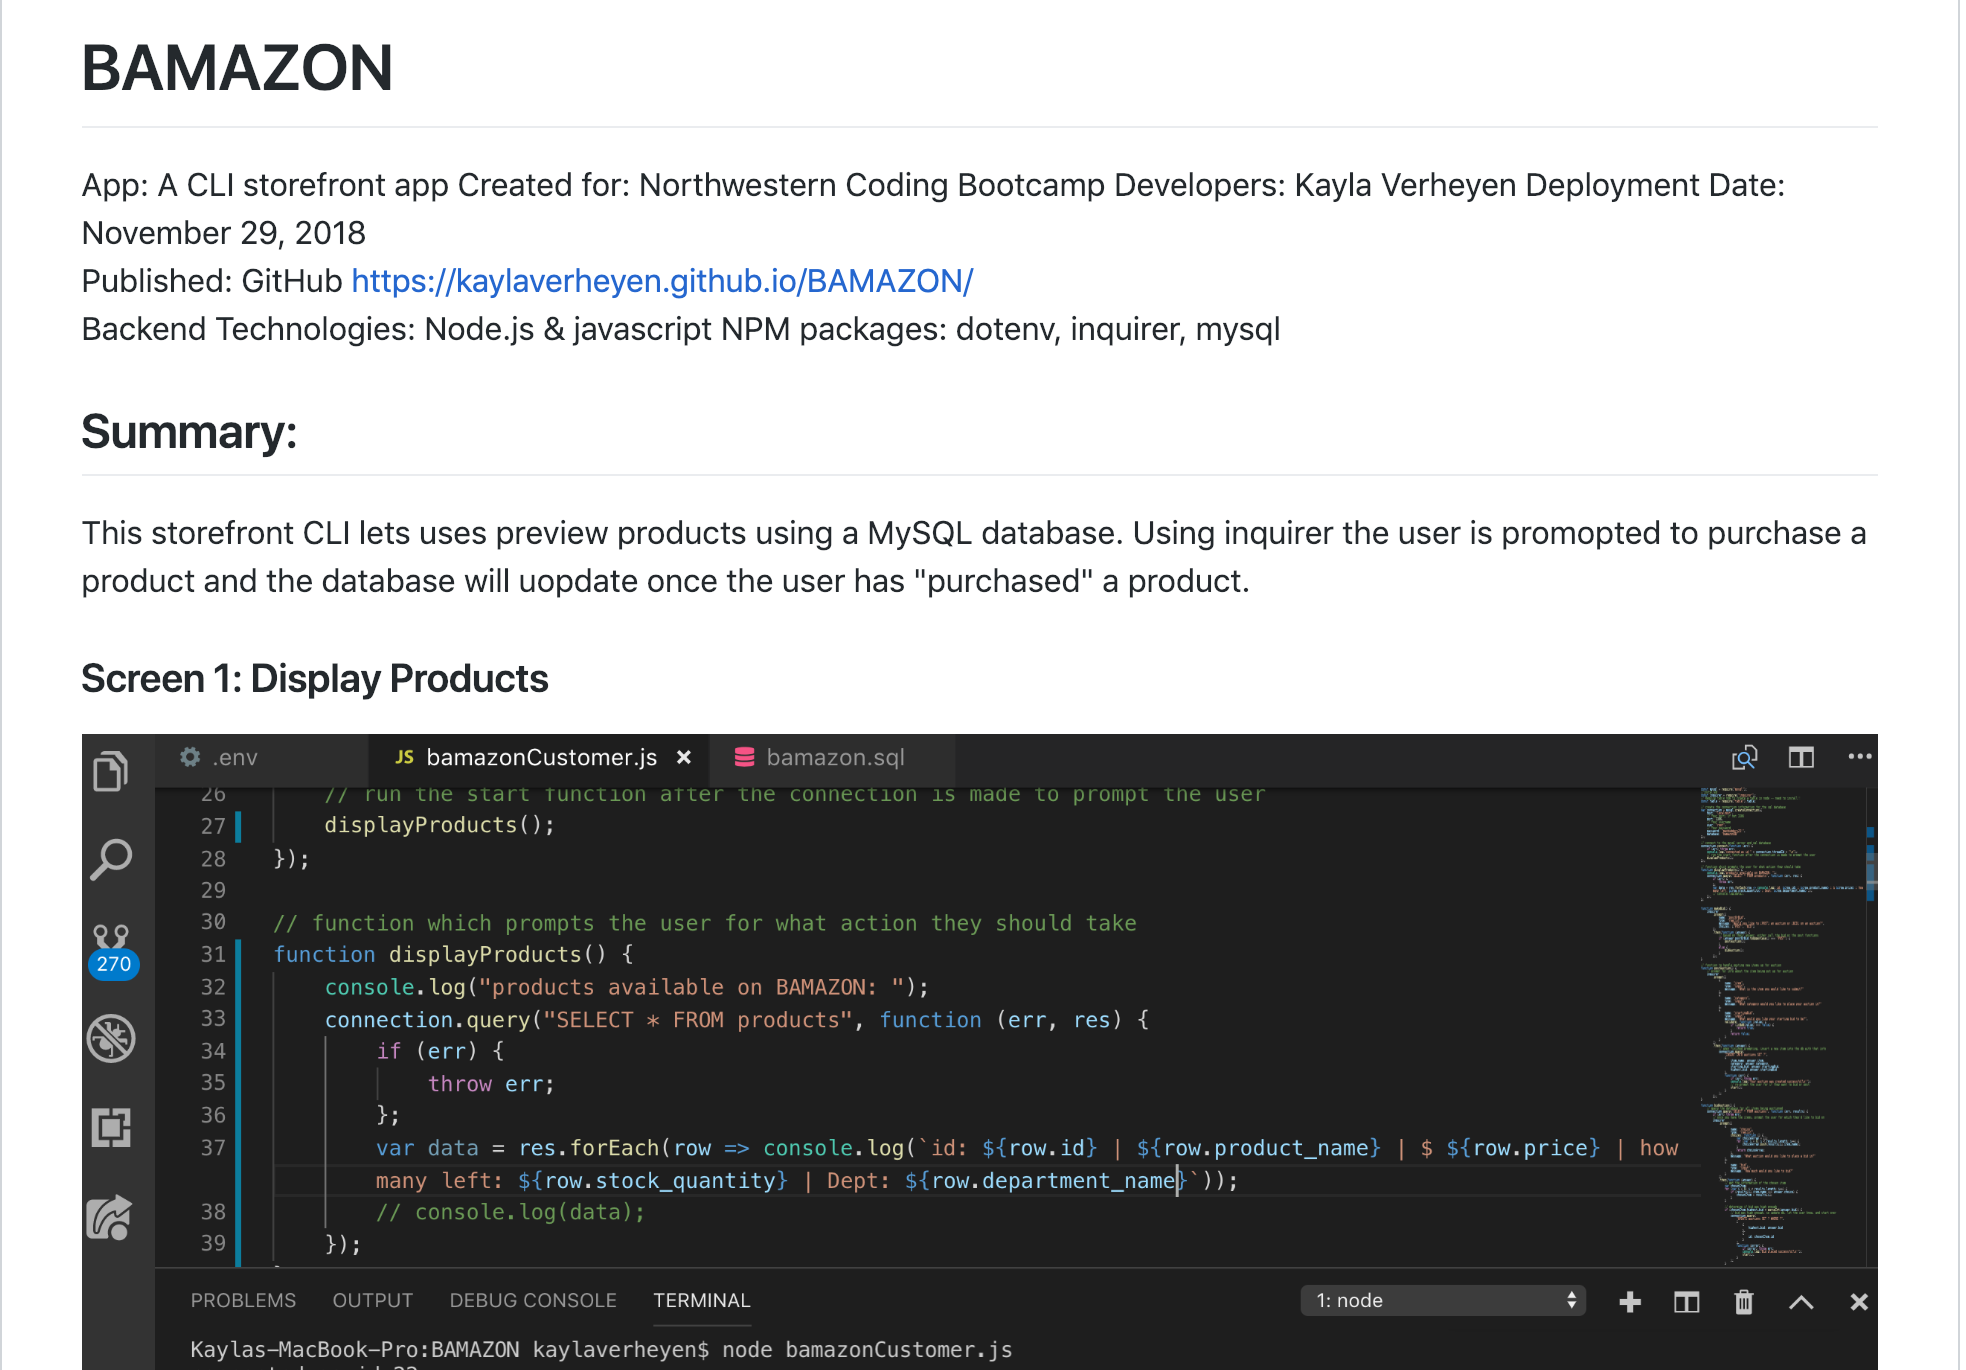 BAMAZON
App: A CLI storefront app Created for: Northwestern Coding Bootcamp Developers: Kayla Verheyen Deployment Date:
November 29, 2018
Published: GitHub https://kaylaverheyen.github.io/BAMAZON/
Backend Technologies: Node.js & javascript NPM packages: dotenv, inquirer, mysql
Summary:
This storefront CLI lets uses preview products using a MySQL database. Using inquirer the user is promopted to purchase a
product and the database will uopdate once the user has "purchased" a product.
Screen 1: Display Products
.env JS bamazonCustomer.js bamazon.sql
26 // run the start function after the connection is made to prompt the user
27 displayProducts();
28 });
29
30 // function which prompts the user for what action they should take
31 function displayProducts() {
32 console.log("products available on BAMAZON: ");
33 connection.query("SELECT * FROM products", function (err, res) {
34 if (err) {
35 throw err;
36 };
37 var data = res.forEach(row => console.log(`id: ${row.id} | ${row.product_name} | $ ${row.price} | how
many left: ${row.stock_quantity} | Dept: ${row.department_name}`));
38 // console.log(data);
39 });
270
PROBLEMS OUTPUT DEBUG CONSOLE TERMINAL 1: node
Kaylas-MacBook-Pro:BAMAZON kaylaverheyen$ node bamazonCustomer.js